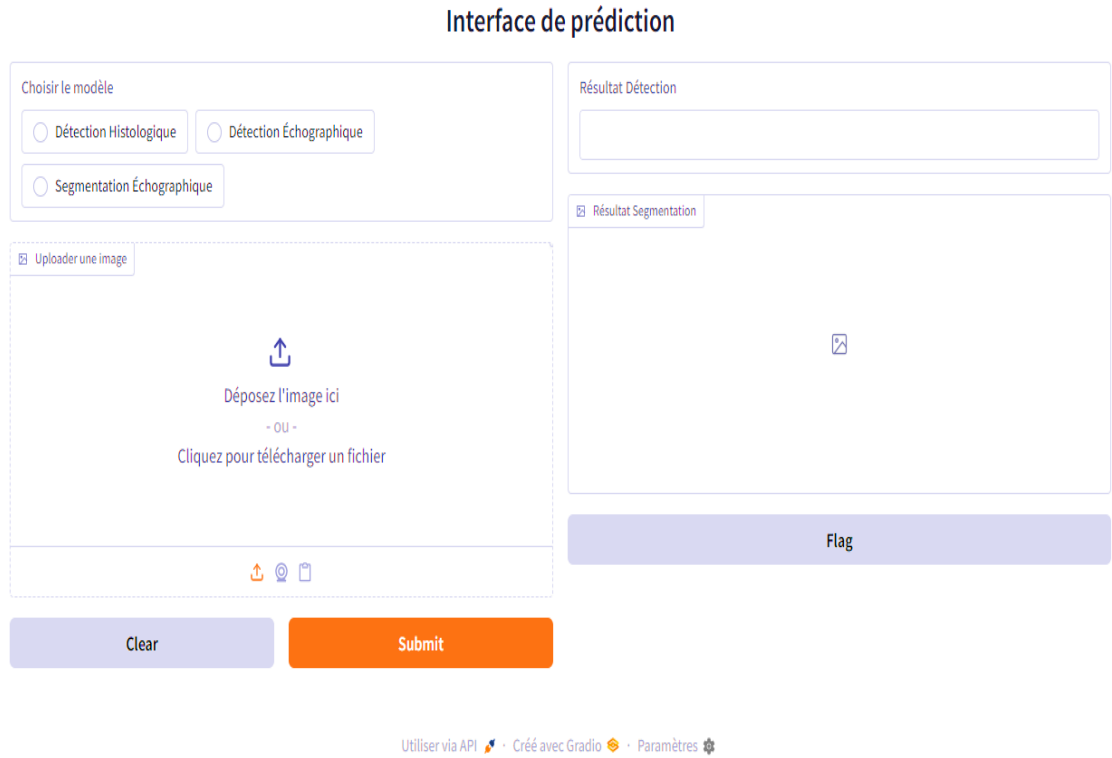 Interface de prédiction
Choisir le modèle
Détection Histologique
Détection Échographique
Segmentation Échographique
Uploader une image
Déposez l'image ici
- ou -
Cliquez pour télécharger un fichier
Clear
Submit
Résultat Détection
Résultat Segmentation
Flag
Utiliser via API · Créé avec Gradio · Paramètres